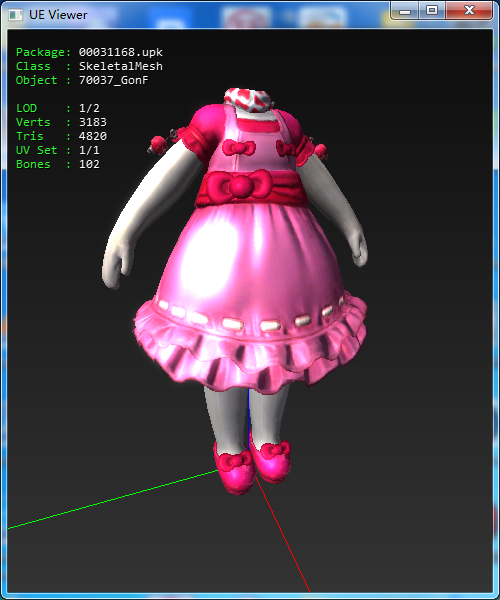 UE Viewer
Package: 00031168.upk
Class  : SkeletalMesh
Object : 70037_GonF
LOD    : 1/2
Verts  : 3183
Tris   : 4820
UV Set : 1/1
Bones  : 102